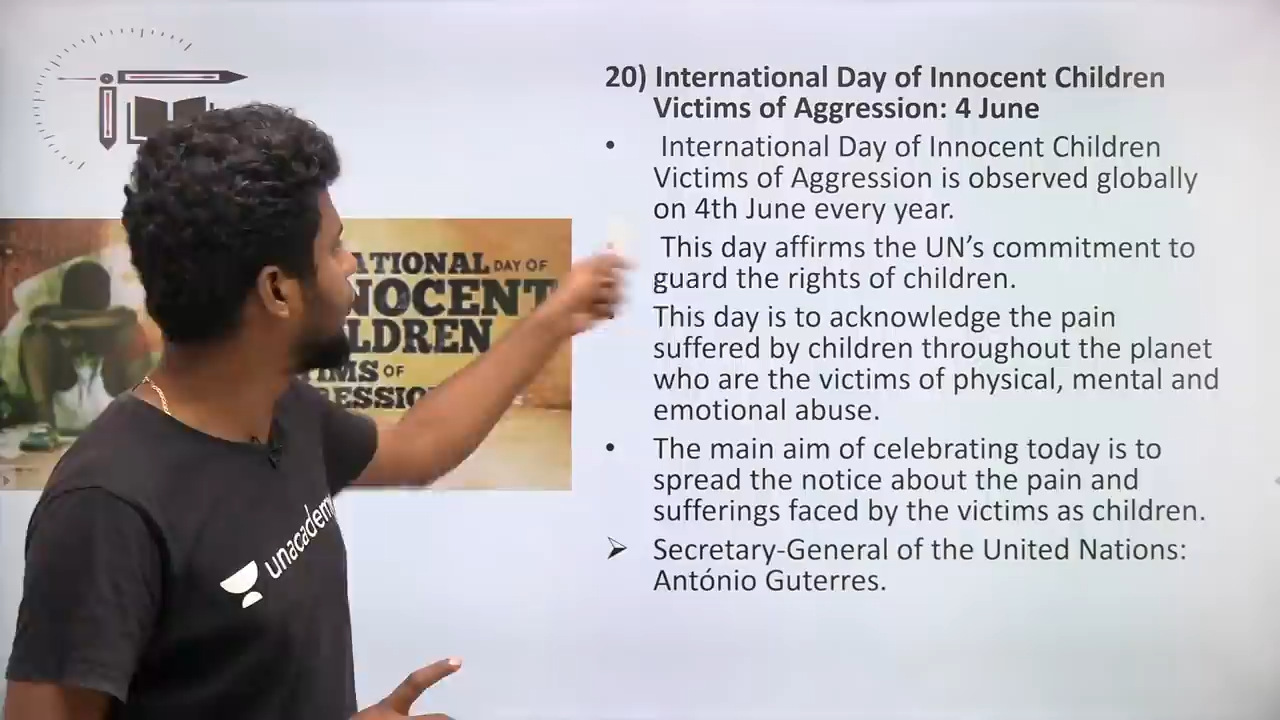 20) International Day of Innocent Children
Victims of Aggression: 4 June
• International Day of Innocent Children
Victims of Aggression is observed globally
on 4th June every year.
This day affirms the UN’s commitment to
guard the rights of children.
This day is to acknowledge the pain
suffered by children throughout the planet
who are the victims of physical, mental and
emotional abuse.
• The main aim of celebrating today is to
spread the notice about the pain and
sufferings faced by the victims as children.
➢ Secretary-General of the United Nations:
António Guterres.
DAY OF
OF
unacademy